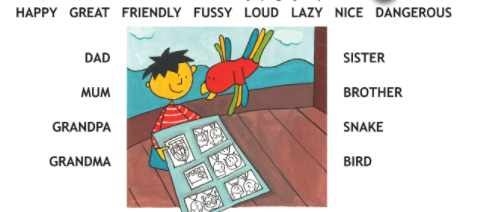 HAPPY GREAT FRIENDLY FUSSY LOUD LAZY NICE DANGEROUS
DAD
MUM
GRANDPA
GRANDMA
SISTER
BROTHER
SNAKE
BIRD